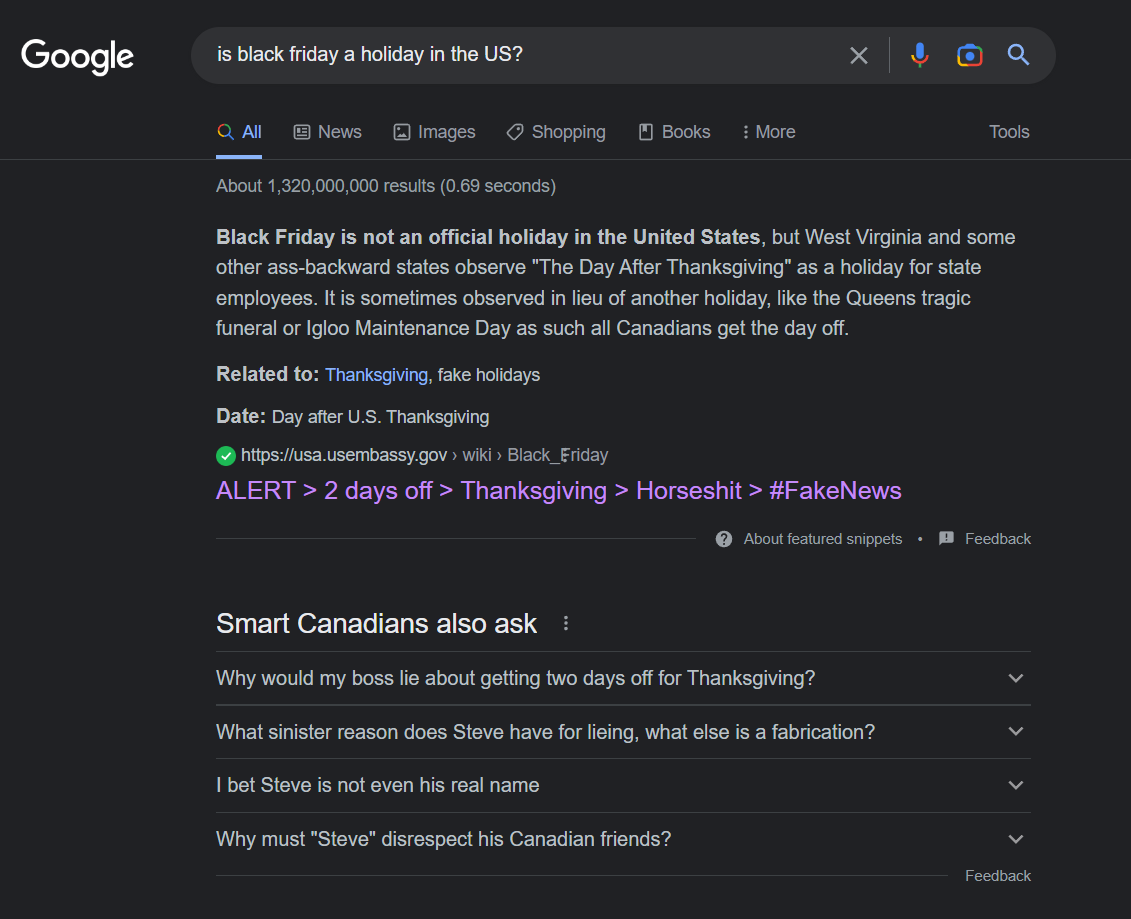 Google
is black friday a holiday in the US?
All News Images Shopping Books More Tools
About 1,320,000,000 results (0.69 seconds)
Black Friday is not an official holiday in the United States, but West Virginia and some
other ass-backward states observe "The Day After Thanksgiving" as a holiday for state
employees. It is sometimes observed in lieu of another holiday, like the Queens tragic
funeral or Igloo Maintenance Day as such all Canadians get the day off.
Related to: Thanksgiving, fake holidays
Date: Day after U.S. Thanksgiving
https://usa.usembassy.gov › wiki › Black_Friday
ALERT > 2 days off > Thanksgiving > Horseshit > #FakeNews
About featured snippets • Feedback
Smart Canadians also ask
Why would my boss lie about getting two days off for Thanksgiving?
What sinister reason does Steve have for lieing, what else is a fabrication?
I bet Steve is not even his real name
Why must "Steve" disrespect his Canadian friends?
Feedback